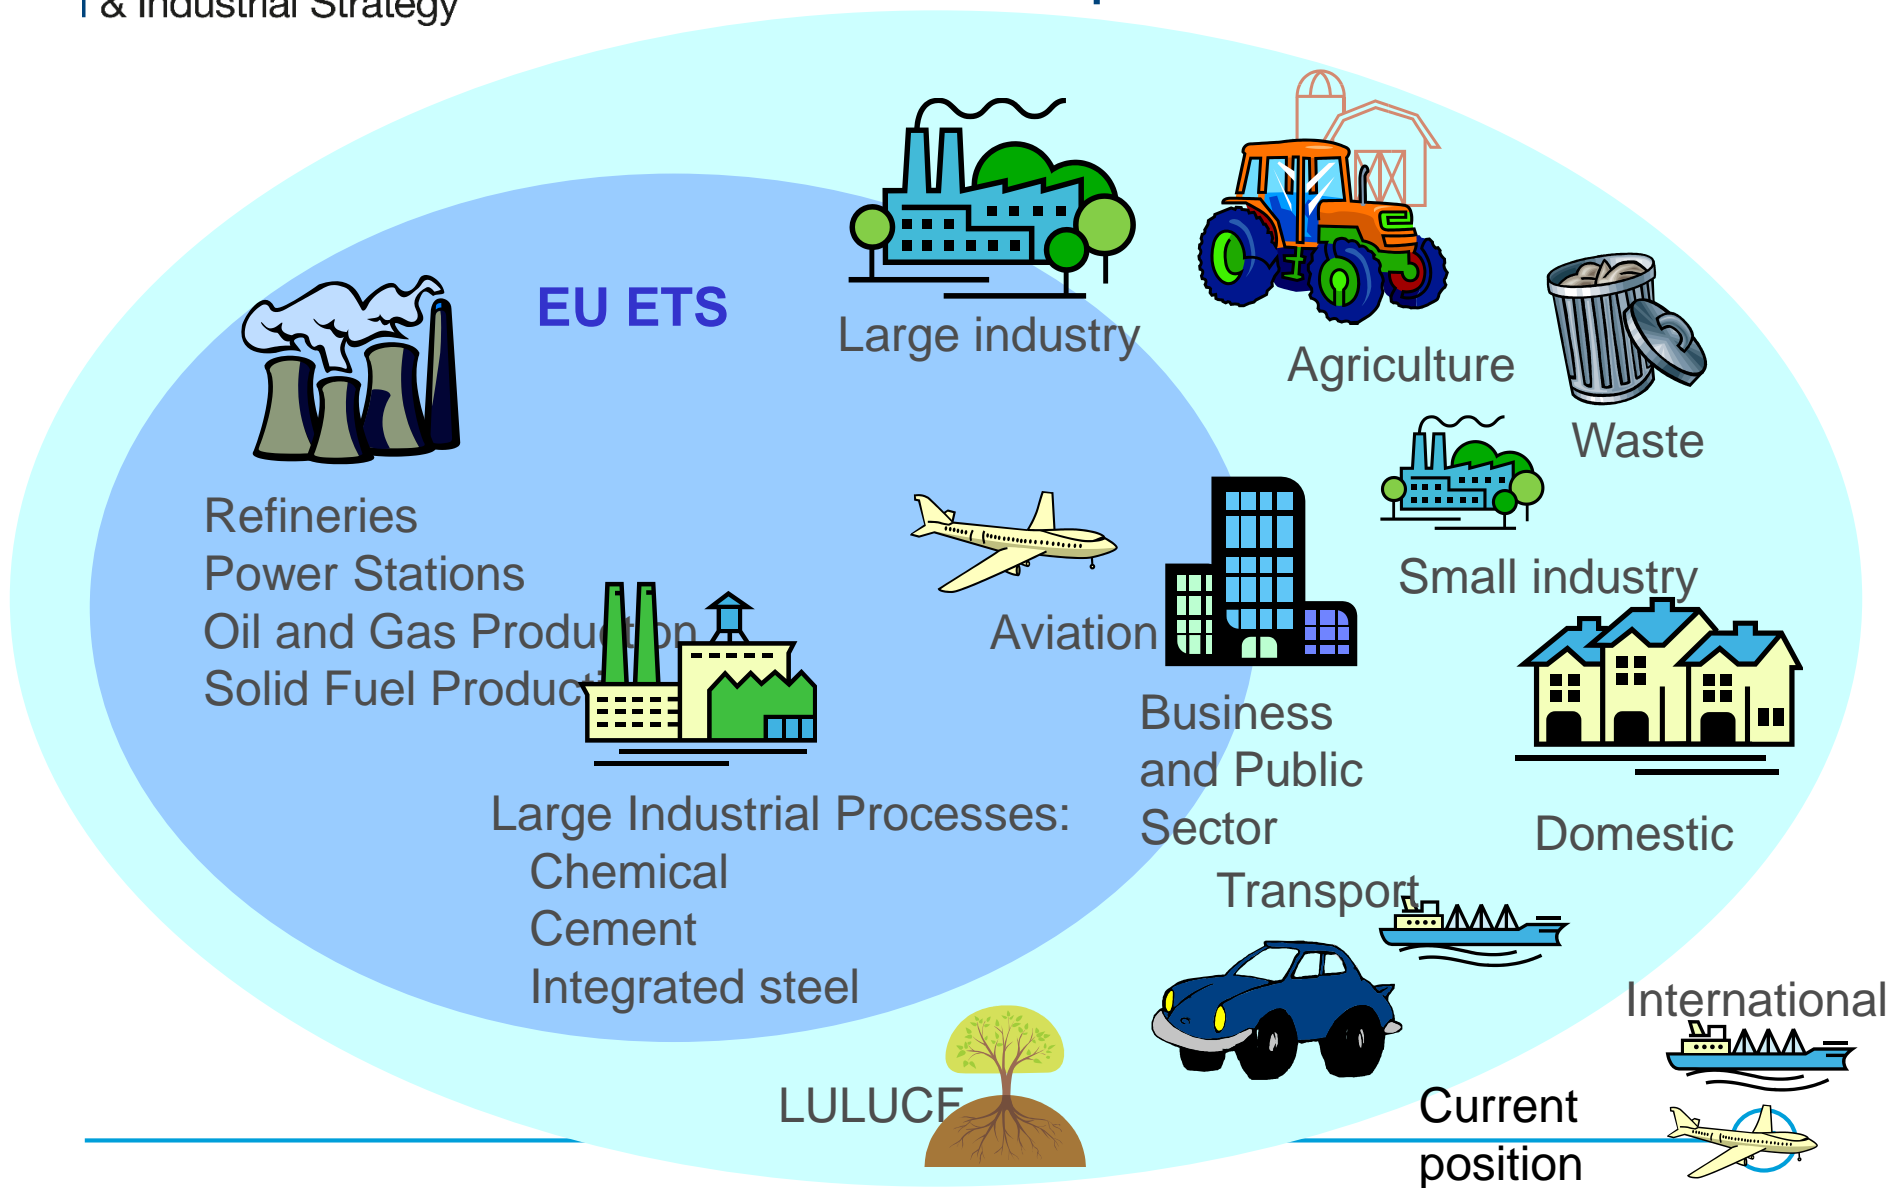 & Industrial Strategy
EU ETS
Large industry
Agriculture
Waste
Refineries
Power Stations
Oil and Gas Production
Solid Fuel Producti
Small industry
Aviation
Business
and Public
Sector
Domestic
Large Industrial Processes:
Chemical
Cement
Integrated steel
Transport
International
LULUCF
Current
position